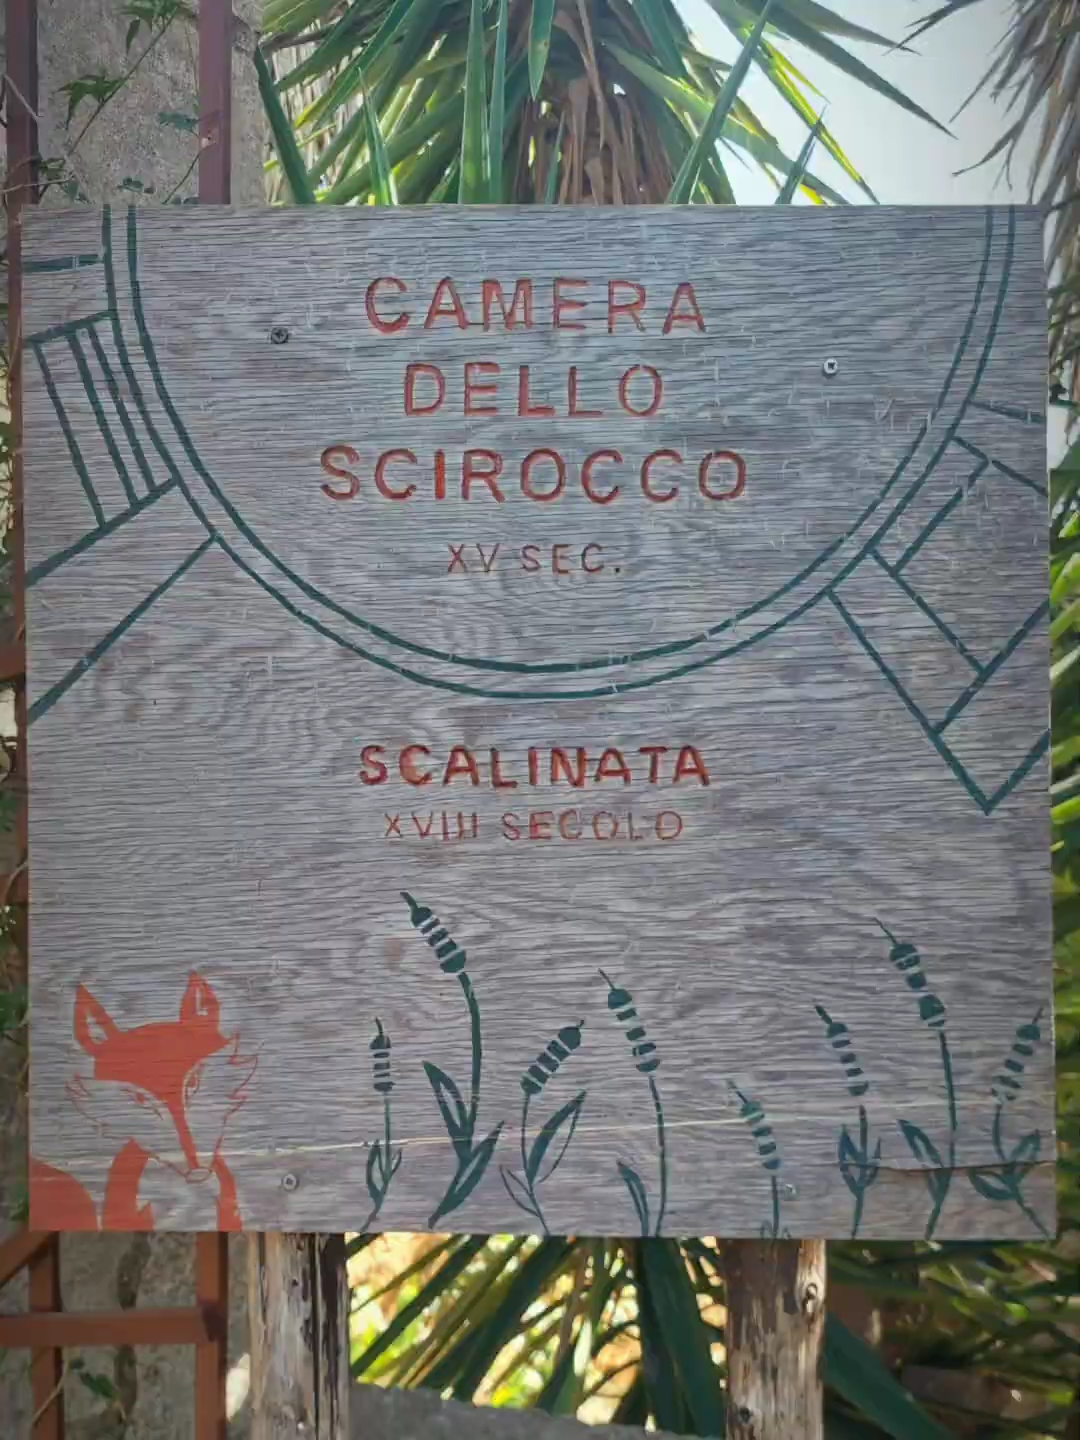 CAMERA
DELLO
SCIROCCO
XV SEC.
SCALINATA
XVIII SECOLO